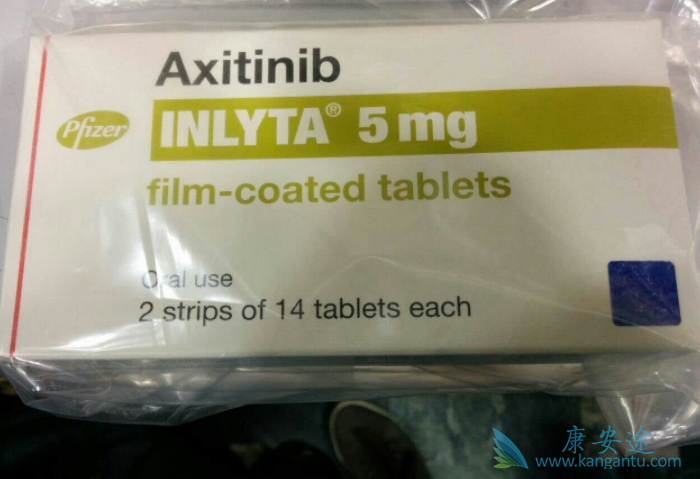 Axitinib
Pfizer
INLYTA® 5 mg
film-coated tablets
Oral use
2 strips of 14 tablets each
康安途
www.kangantu.com